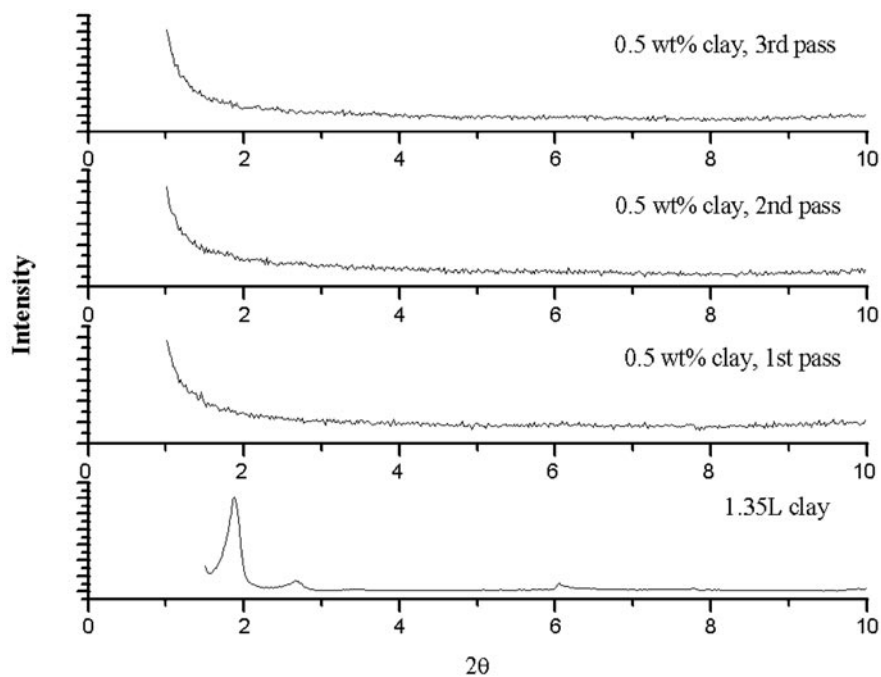 0.5 wt% clay, 3rd pass
0 2 4 6 8 10
0.5 wt% clay, 2nd pass
0 2 4 6 8 10
Intensity
0.5 wt% clay, 1st pass
0 2 4 6 8 10
1.35L clay
0 2 4 6 8 10
2θ